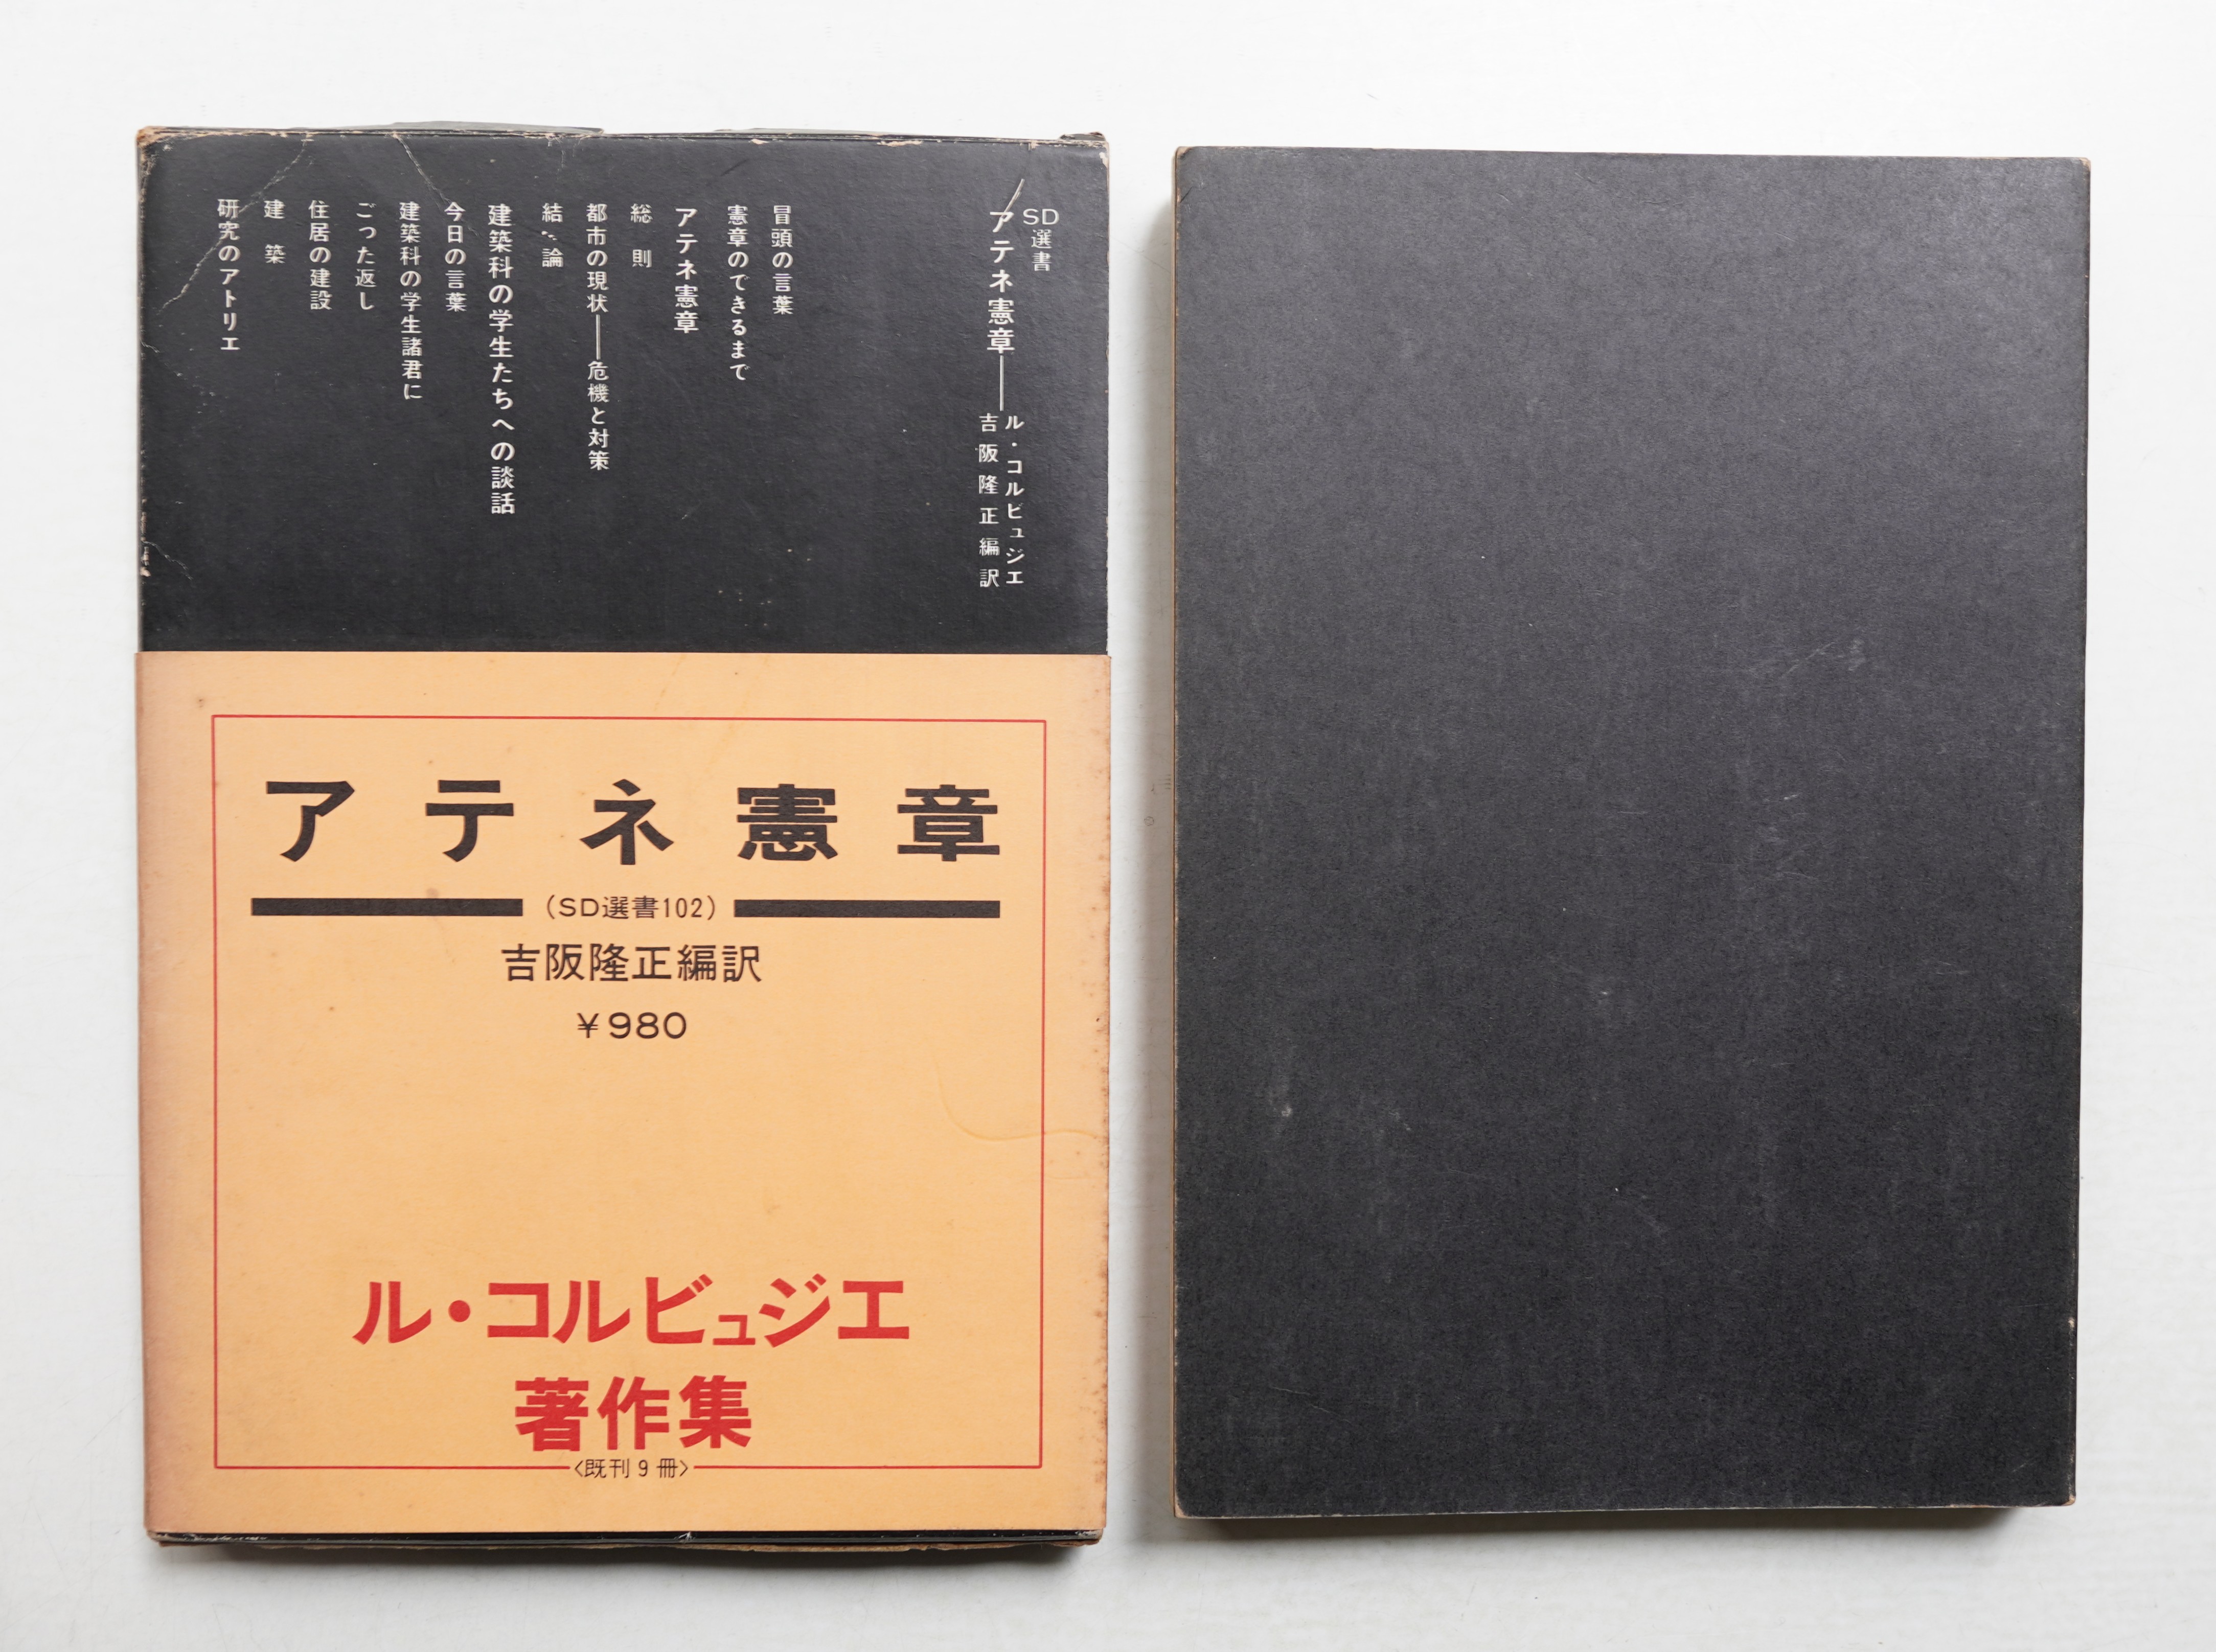 SD選書
アテネ憲章──ル・コルビュジエ
吉阪隆正編訳
冒頭の言葉
憲章のできるまで
アテネ憲章
総則
都市の現状──危機と対策
結論
建築科の学生たちへの談話
今日の言葉
建築科の学生諸君に
ごった返し
住居の建設
建築
研究のアトリエ
アテネ憲章
(SD選書102)
吉阪隆正編訳
¥980
ル・コルビュジエ
著作集
〈既刊9冊〉